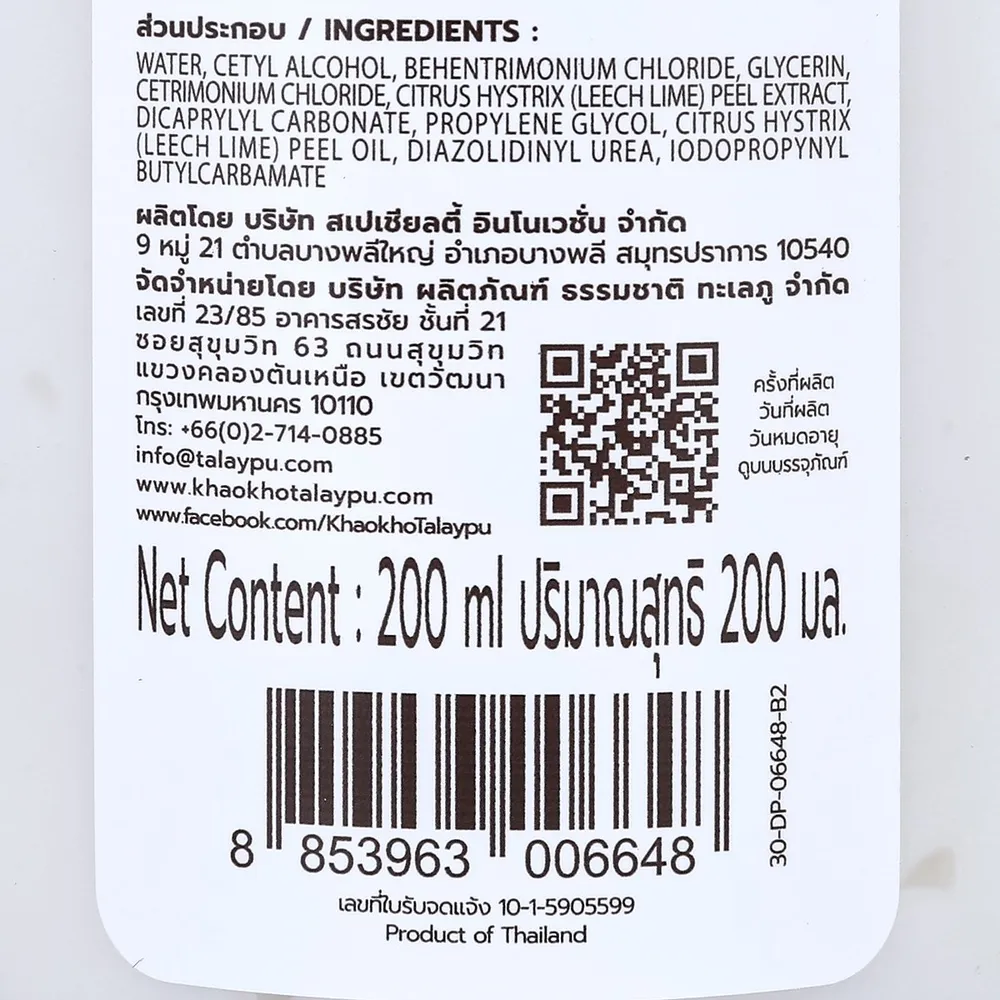 ส่วนประกอบ / INGREDIENTS :
WATER, CETYL ALCOHOL, BEHENTRIMONIUM CHLORIDE, GLYCERIN,
CETRIMONIUM CHLORIDE, CITRUS HYSTRIX (LEECH LIME) PEEL EXTRACT,
DICAPRYLYL CARBONATE, PROPYLENE GLYCOL, CITRUS HYSTRIX
(LEECH LIME) PEEL OIL, DIAZOLIDINYL UREA, IODOPROPYNYL
BUTYLCARBAMATE
ผลิตโดย บริษัท สเปเชียลตี้ อินโนเวชั่น จำกัด
9 หมู่ 21 ตำบลบางพลีใหญ่ อำเภอบางพลี สมุทรปราการ 10540
จัดจำหน่ายโดย บริษัท ผลิตภัณฑ์ ธรรมชาติ ทะเลภู จำกัด
เลขที่ 23/85 อาคารสรชัย ชั้นที่ 21
ซอยสุขุมวิท 63 ถนนสุขุมวิท
แขวงคลองตันเหนือ เขตวัฒนา
กรุงเทพมหานคร 10110
โทร: +66(0)2-714-0885
info@talaypu.com
www.khaokhotalaypu.com
www.facebook.com/KhaokhoTalaypu
ครั้งที่ผลิต
วันที่ผลิต
วันหมดอายุ
ดูบนบรรจุภัณฑ์
Net Content : 200 ml ปริมาณสุทธิ 200 มล.
30-DP-06648-B2
8 853963 006648
เลขที่ใบรับจดแจ้ง 10-1-5905599
Product of Thailand